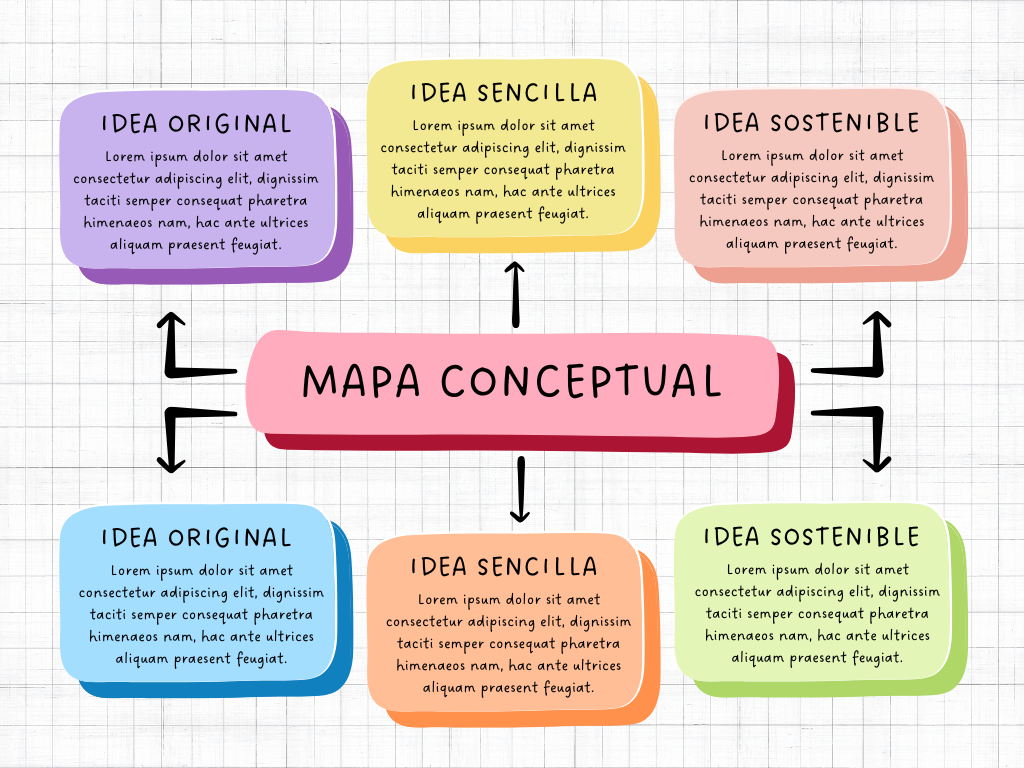 IDEA ORIGINAL
Lorem ipsum dolor sit amet
consectetur adipiscing elit, dignissim
taciti semper consequat pharetra
himenaeos nam, hac ante ultrices
aliquam praesent feugiat.
IDEA SENCILLA
Lorem ipsum dolor sit amet
consectetur adipiscing elit, dignissim
taciti semper consequat pharetra
himenaeos nam, hac ante ultrices
aliquam praesent feugiat.
IDEA SOSTENIBLE
Lorem ipsum dolor sit amet
consectetur adipiscing elit, dignissim
taciti semper consequat pharetra
himenaeos nam, hac ante ultrices
aliquam praesent feugiat.
MAPA CONCEPTUAL
IDEA ORIGINAL
Lorem ipsum dolor sit amet
consectetur adipiscing elit, dignissim
taciti semper consequat pharetra
himenaeos nam, hac ante ultrices
aliquam praesent feugiat.
IDEA SENCILLA
Lorem ipsum dolor sit amet
consectetur adipiscing elit, dignissim
taciti semper consequat pharetra
himenaeos nam, hac ante ultrices
aliquam praesent feugiat.
IDEA SOSTENIBLE
Lorem ipsum dolor sit amet
consectetur adipiscing elit, dignissim
taciti semper consequat pharetra
himenaeos nam, hac ante ultrices
aliquam praesent feugiat.